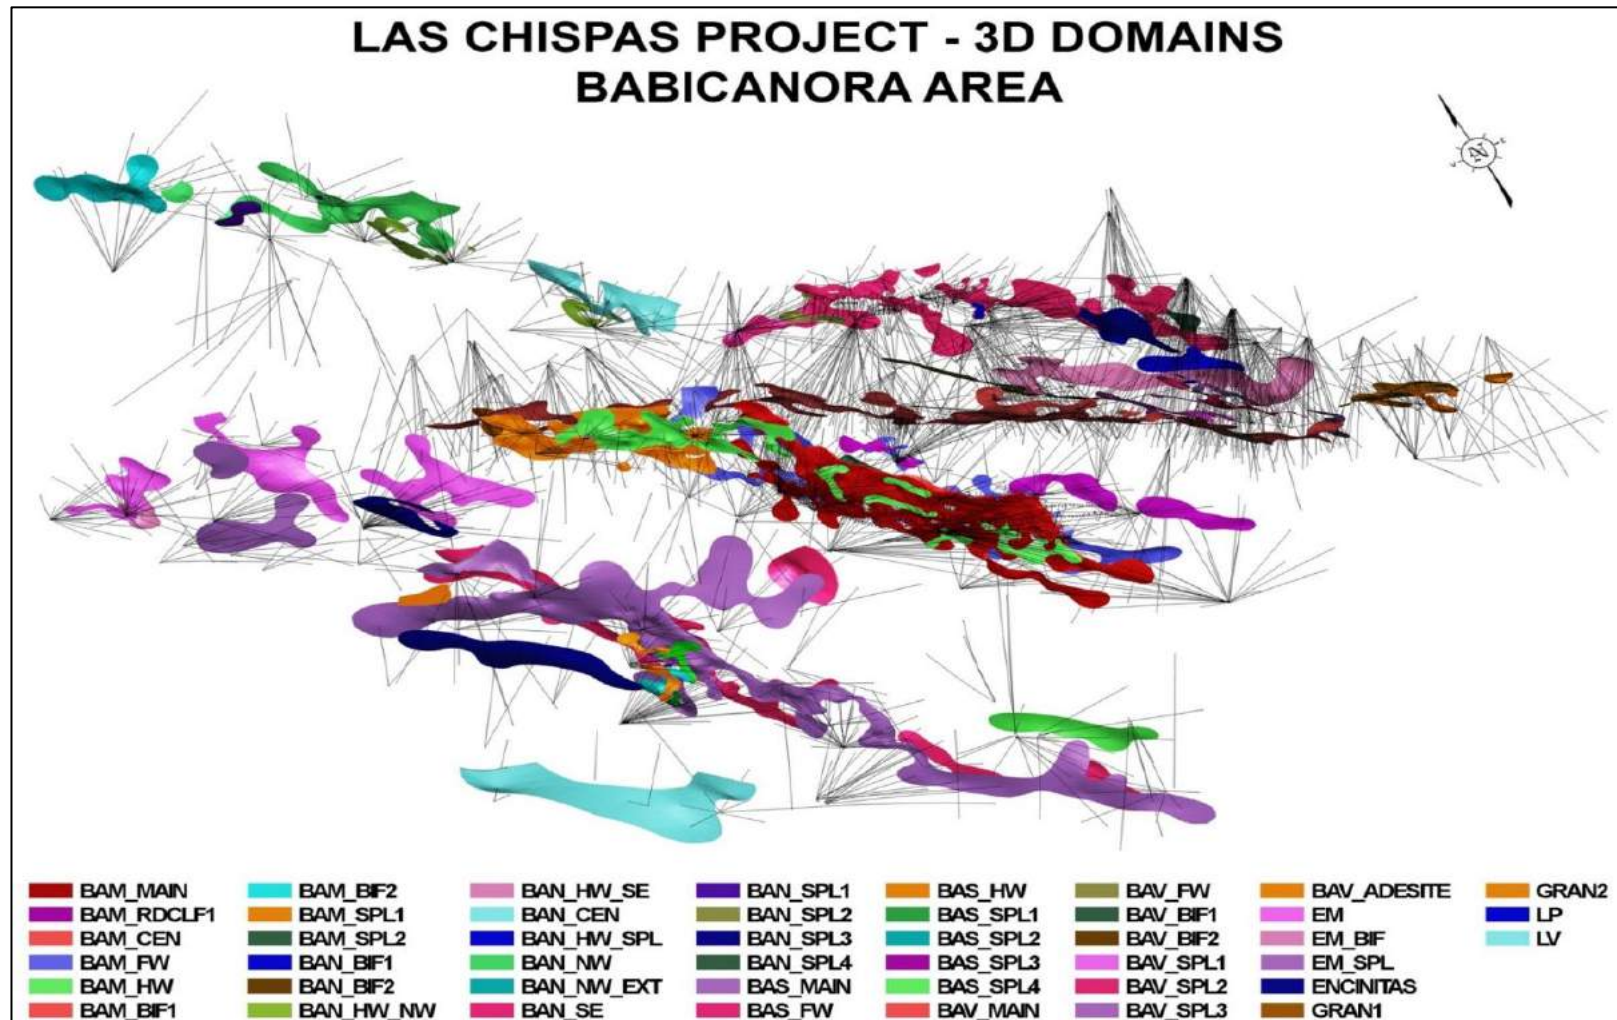 LAS CHISPAS PROJECT - 3D DOMAINS
BABICANORA AREA
BAM_MAIN BAM_BIF2 BAN_HW_SE BAN_SPL1 BAS_HW BAV_FW BAV_ADESITE GRAN2
BAM_RDCLF1 BAM_SPL1 BAN_CEN BAN_SPL2 BAS_SPL1 BAV_BIF1 EM LP
BAM_CEN BAM_SPL2 BAN_HW_SPL BAN_SPL3 BAS_SPL2 BAV_BIF2 EM_BIF LV
BAM_FW BAN_BIF1 BAN_NW BAN_SPL4 BAS_SPL3 BAV_SPL1 EM_SPL
BAM_HW BAN_BIF2 BAN_NW_EXT BAS_MAIN BAS_SPL4 BAV_SPL2 ENCINITAS
BAM_BIF1 BAN_HW_NW BAN_SE BAS_FW BAV_MAIN BAV_SPL3 GRAN1